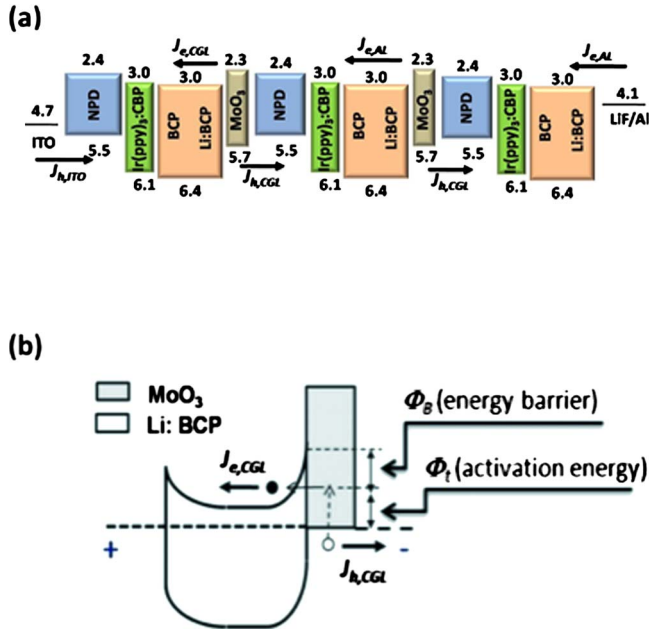 (a)
J_e,CGL
J_e,AL
J_e,AL
2.4
3.0
3.0
2.3
2.4
3.0
3.0
2.3
2.4
3.0
3.0
4.7
ITO
NPD
Ir(ppy)3:CBP
BCP
Li:BCP
MoO3
NPD
Ir(ppy)3:CBP
BCP
Li:BCP
MoO3
NPD
Ir(ppy)3:CBP
BCP
Li:BCP
4.1
LiF/Al
5.5
6.1
6.4
5.7
5.5
6.1
6.4
5.7
5.5
6.1
6.4
J_h,ITO
J_h,CGL
J_h,CGL
(b)
MoO3
Li: BCP
J_e,CGL
Φ_B (energy barrier)
Φ_t (activation energy)
+
-
J_h,CGL